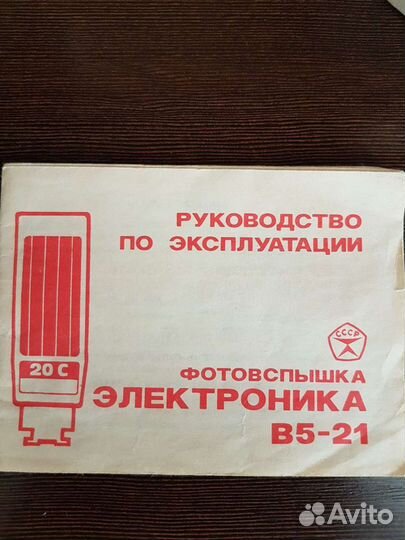 РУКОВОДСТВО
ПО ЭКСПЛУАТАЦИИ
СССР
20 С
ФОТОВСПЫШКА
ЭЛЕКТРОНИКА
В5-21
Avito